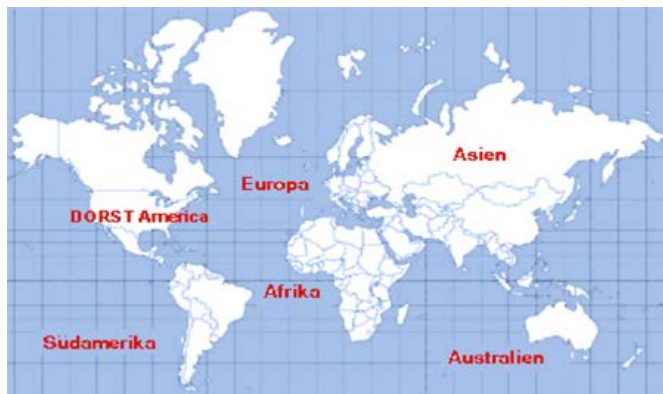 Asien
Europa
DORST America
Afrika
Südamerika
Australien